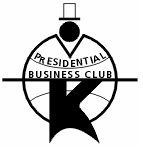 PRESIDENTIAL
BUSINESS CLUB
K